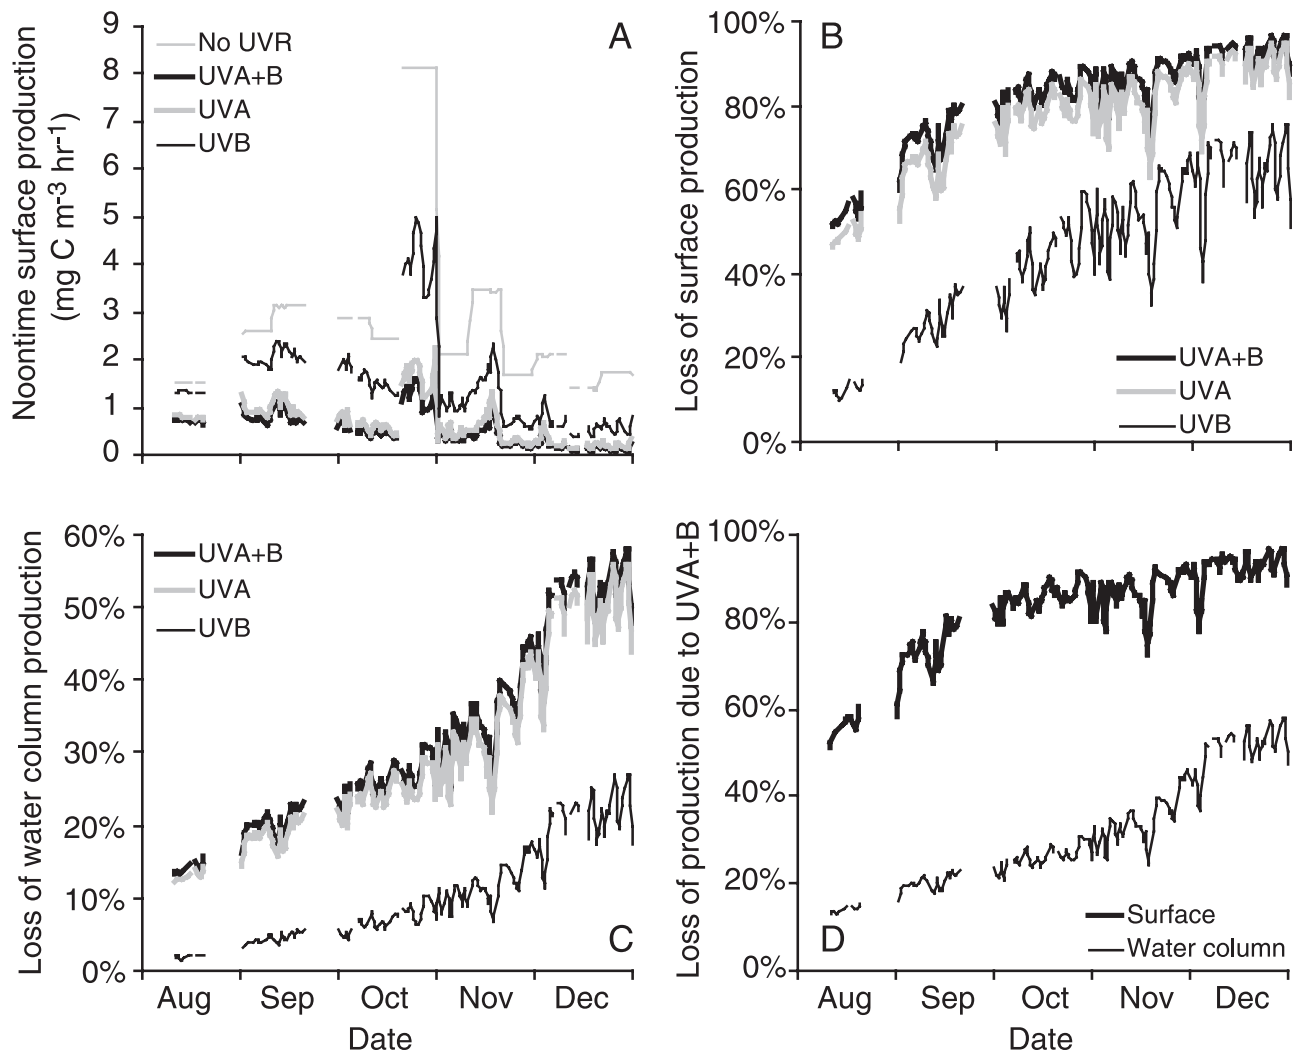 A
Noontime surface production
(mg C m-3 hr-1)
9
8
7
6
5
4
3
2
1
0
No UVR
UVA+B
UVA
UVB
B
Loss of surface production
100%
80%
60%
40%
20%
0%
UVA+B
UVA
UVB
C
Loss of water column production
60%
50%
40%
30%
20%
10%
0%
UVA+B
UVA
UVB
Aug Sep Oct Nov Dec
Date
D
Loss of production due to UVA+B
100%
80%
60%
40%
20%
0%
Surface
Water column
Aug Sep Oct Nov Dec
Date